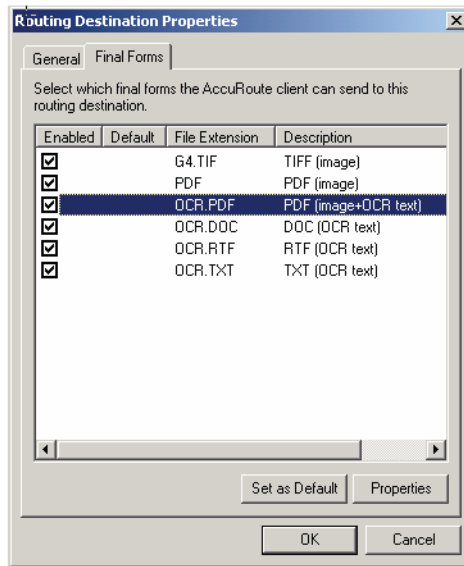 Routing Destination Properties
General Final Forms
Select which final forms the AccuRoute client can send to this
routing destination.
Enabled Default File Extension Description
G4.TIF TIFF (image)
PDF PDF (image)
OCR.PDF PDF (image+OCR text)
OCR.DOC DOC (OCR text)
OCR.RTF RTF (OCR text)
OCR.TXT TXT (OCR text)
Set as Default Properties
OK Cancel